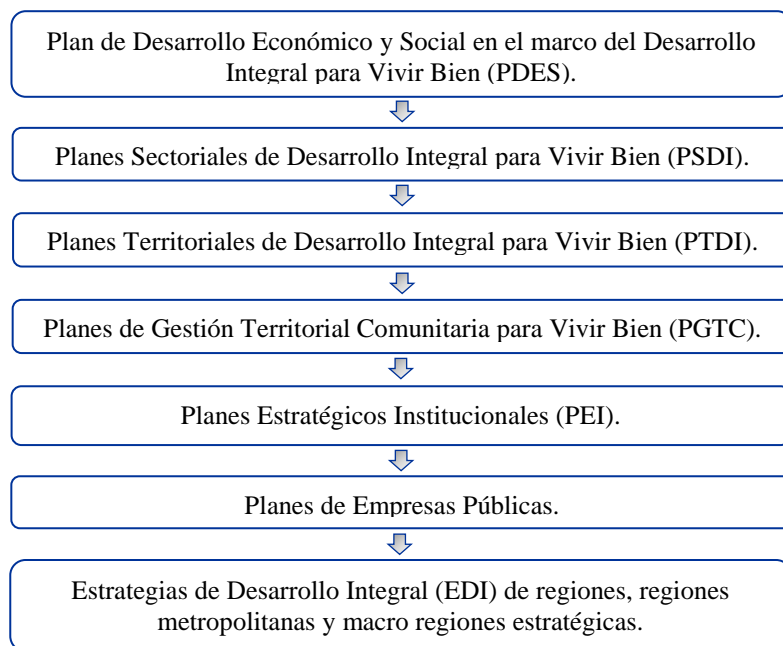 Plan de Desarrollo Económico y Social en el marco del Desarrollo
Integral para Vivir Bien (PDES).
Planes Sectoriales de Desarrollo Integral para Vivir Bien (PSDI).
Planes Territoriales de Desarrollo Integral para Vivir Bien (PTDI).
Planes de Gestión Territorial Comunitaria para Vivir Bien (PGTC).
Planes Estratégicos Institucionales (PEI).
Planes de Empresas Públicas.
Estrategias de Desarrollo Integral (EDI) de regiones, regiones
metropolitanas y macro regiones estratégicas.